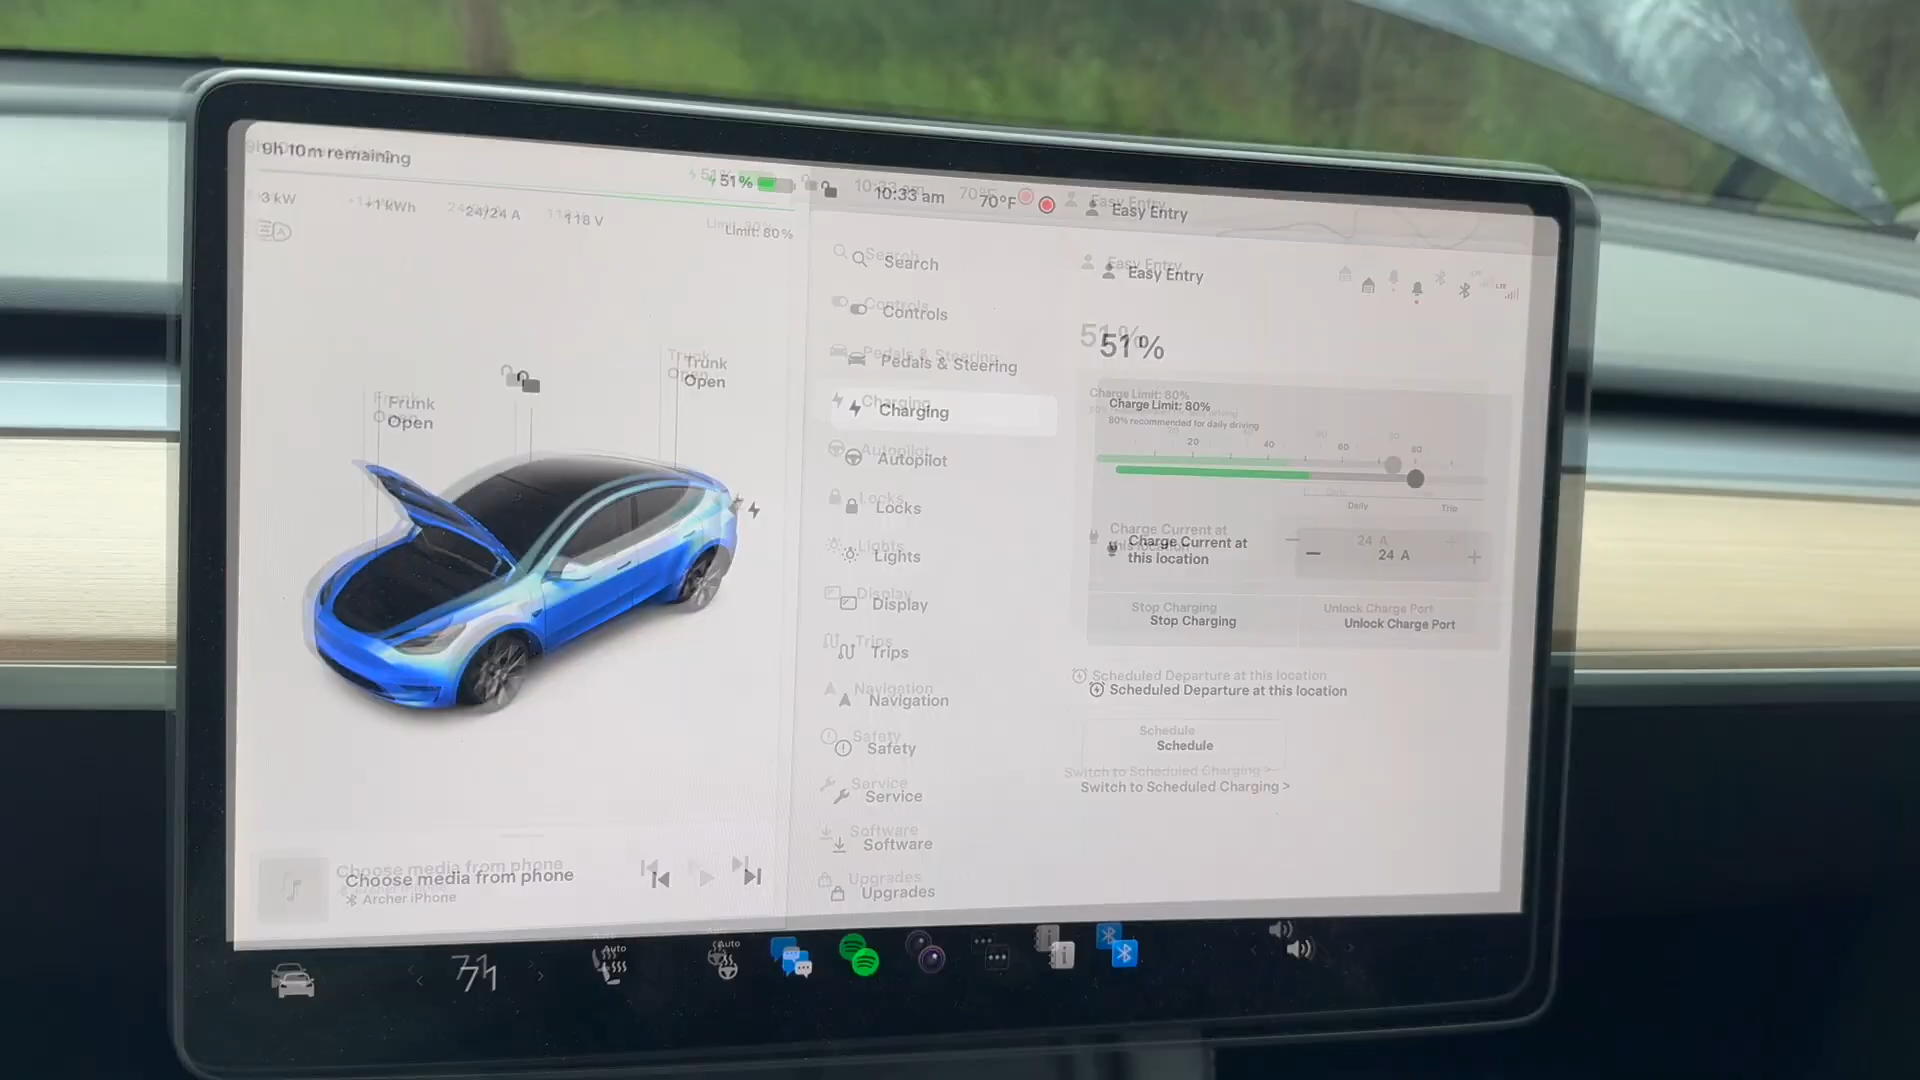 9h 10m remaining
51%
10:33 am
70°F
Easy Entry
3 kW
+1 kWh
24/24 A
118 V
Limit: 80%
Trunk
Open
Frunk
Open
Choose media from phone
Archer iPhone
Search
Controls
Pedals & Steering
Charging
Autopilot
Locks
Lights
Display
Trips
Navigation
Safety
Service
Software
Upgrades
Easy Entry
LTE
51%
Charge Limit: 80%
80% recommended for daily driving
20 40 60 80
Daily Trip
Charge Current at
this location
24 A
Stop Charging
Unlock Charge Port
Scheduled Departure at this location
Schedule
Switch to Scheduled Charging >
Auto
Auto